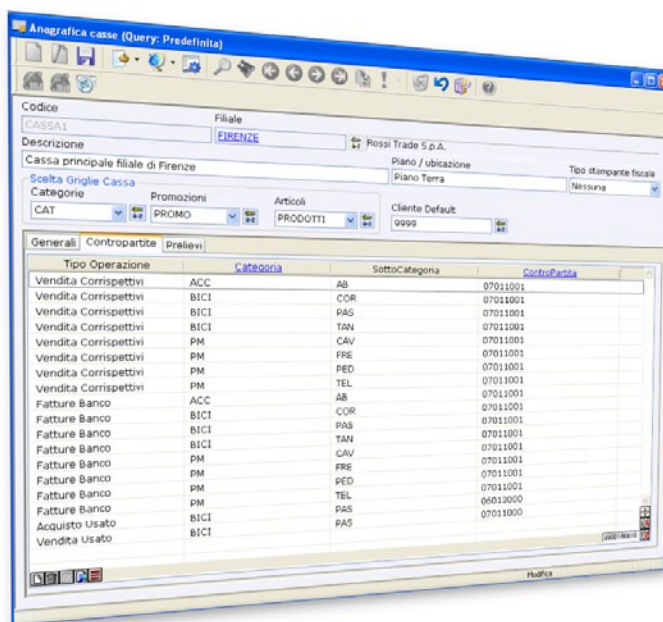 Anagrafica casse (Query: Predefinita)
Codice Filiale
CASSA1 FIRENZE Rossi Trade S.p.A.
Descrizione Piano / ubicazione Tipo stampante fiscale
Cassa principale filiale di Firenze Piano Terra Nessuna
Scelta Griglie Cassa
Categorie Promozioni Articoli Cliente Default
CAT PROMO PRODOTTI 9999
Generali Contropartite Prelievi
Tipo Operazione Categoria SottoCategoria ControPartita
Vendita Corrispettivi ACC AB 07011001
Vendita Corrispettivi BICI COR 07011001
Vendita Corrispettivi BICI PAS 07011001
Vendita Corrispettivi BICI TAN 07011001
Vendita Corrispettivi PM CAV 07011001
Vendita Corrispettivi PM FRE 07011001
Vendita Corrispettivi PM PED 07011001
Vendita Corrispettivi PM TEL 07011001
Fatture Banco ACC AB 07011001
Fatture Banco BICI COR 07011001
Fatture Banco BICI PAS 07011001
Fatture Banco BICI TAN 07011001
Fatture Banco PM CAV 07011001
Fatture Banco PM FRE 07011001
Fatture Banco PM PED 07011001
Fatture Banco PM TEL 07011001
Acquisto Usato BICI PAS 06013000
Vendita Usato BICI PAS 07011000
Modifica